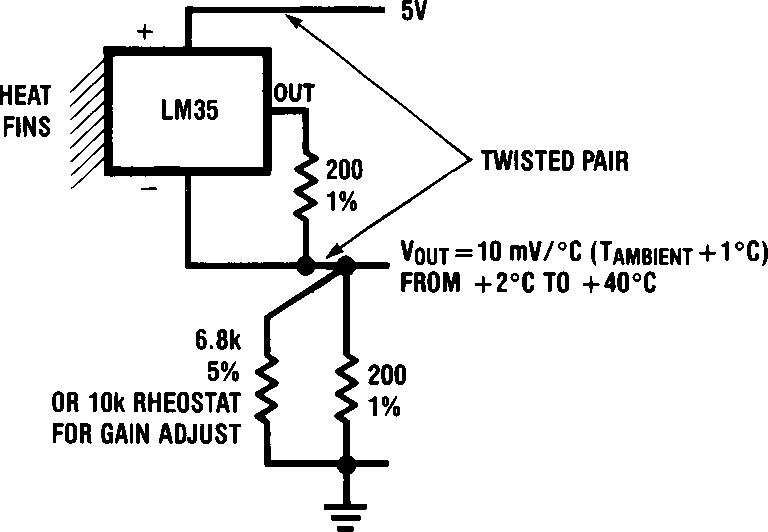 5V
+
HEAT
FINS
LM35
OUT
–
200
1%
TWISTED PAIR
VOUT = 10 mV/°C (TAMBIENT + 1°C)
FROM +2°C TO +40°C
6.8k
5%
OR 10k RHEOSTAT
FOR GAIN ADJUST
200
1%